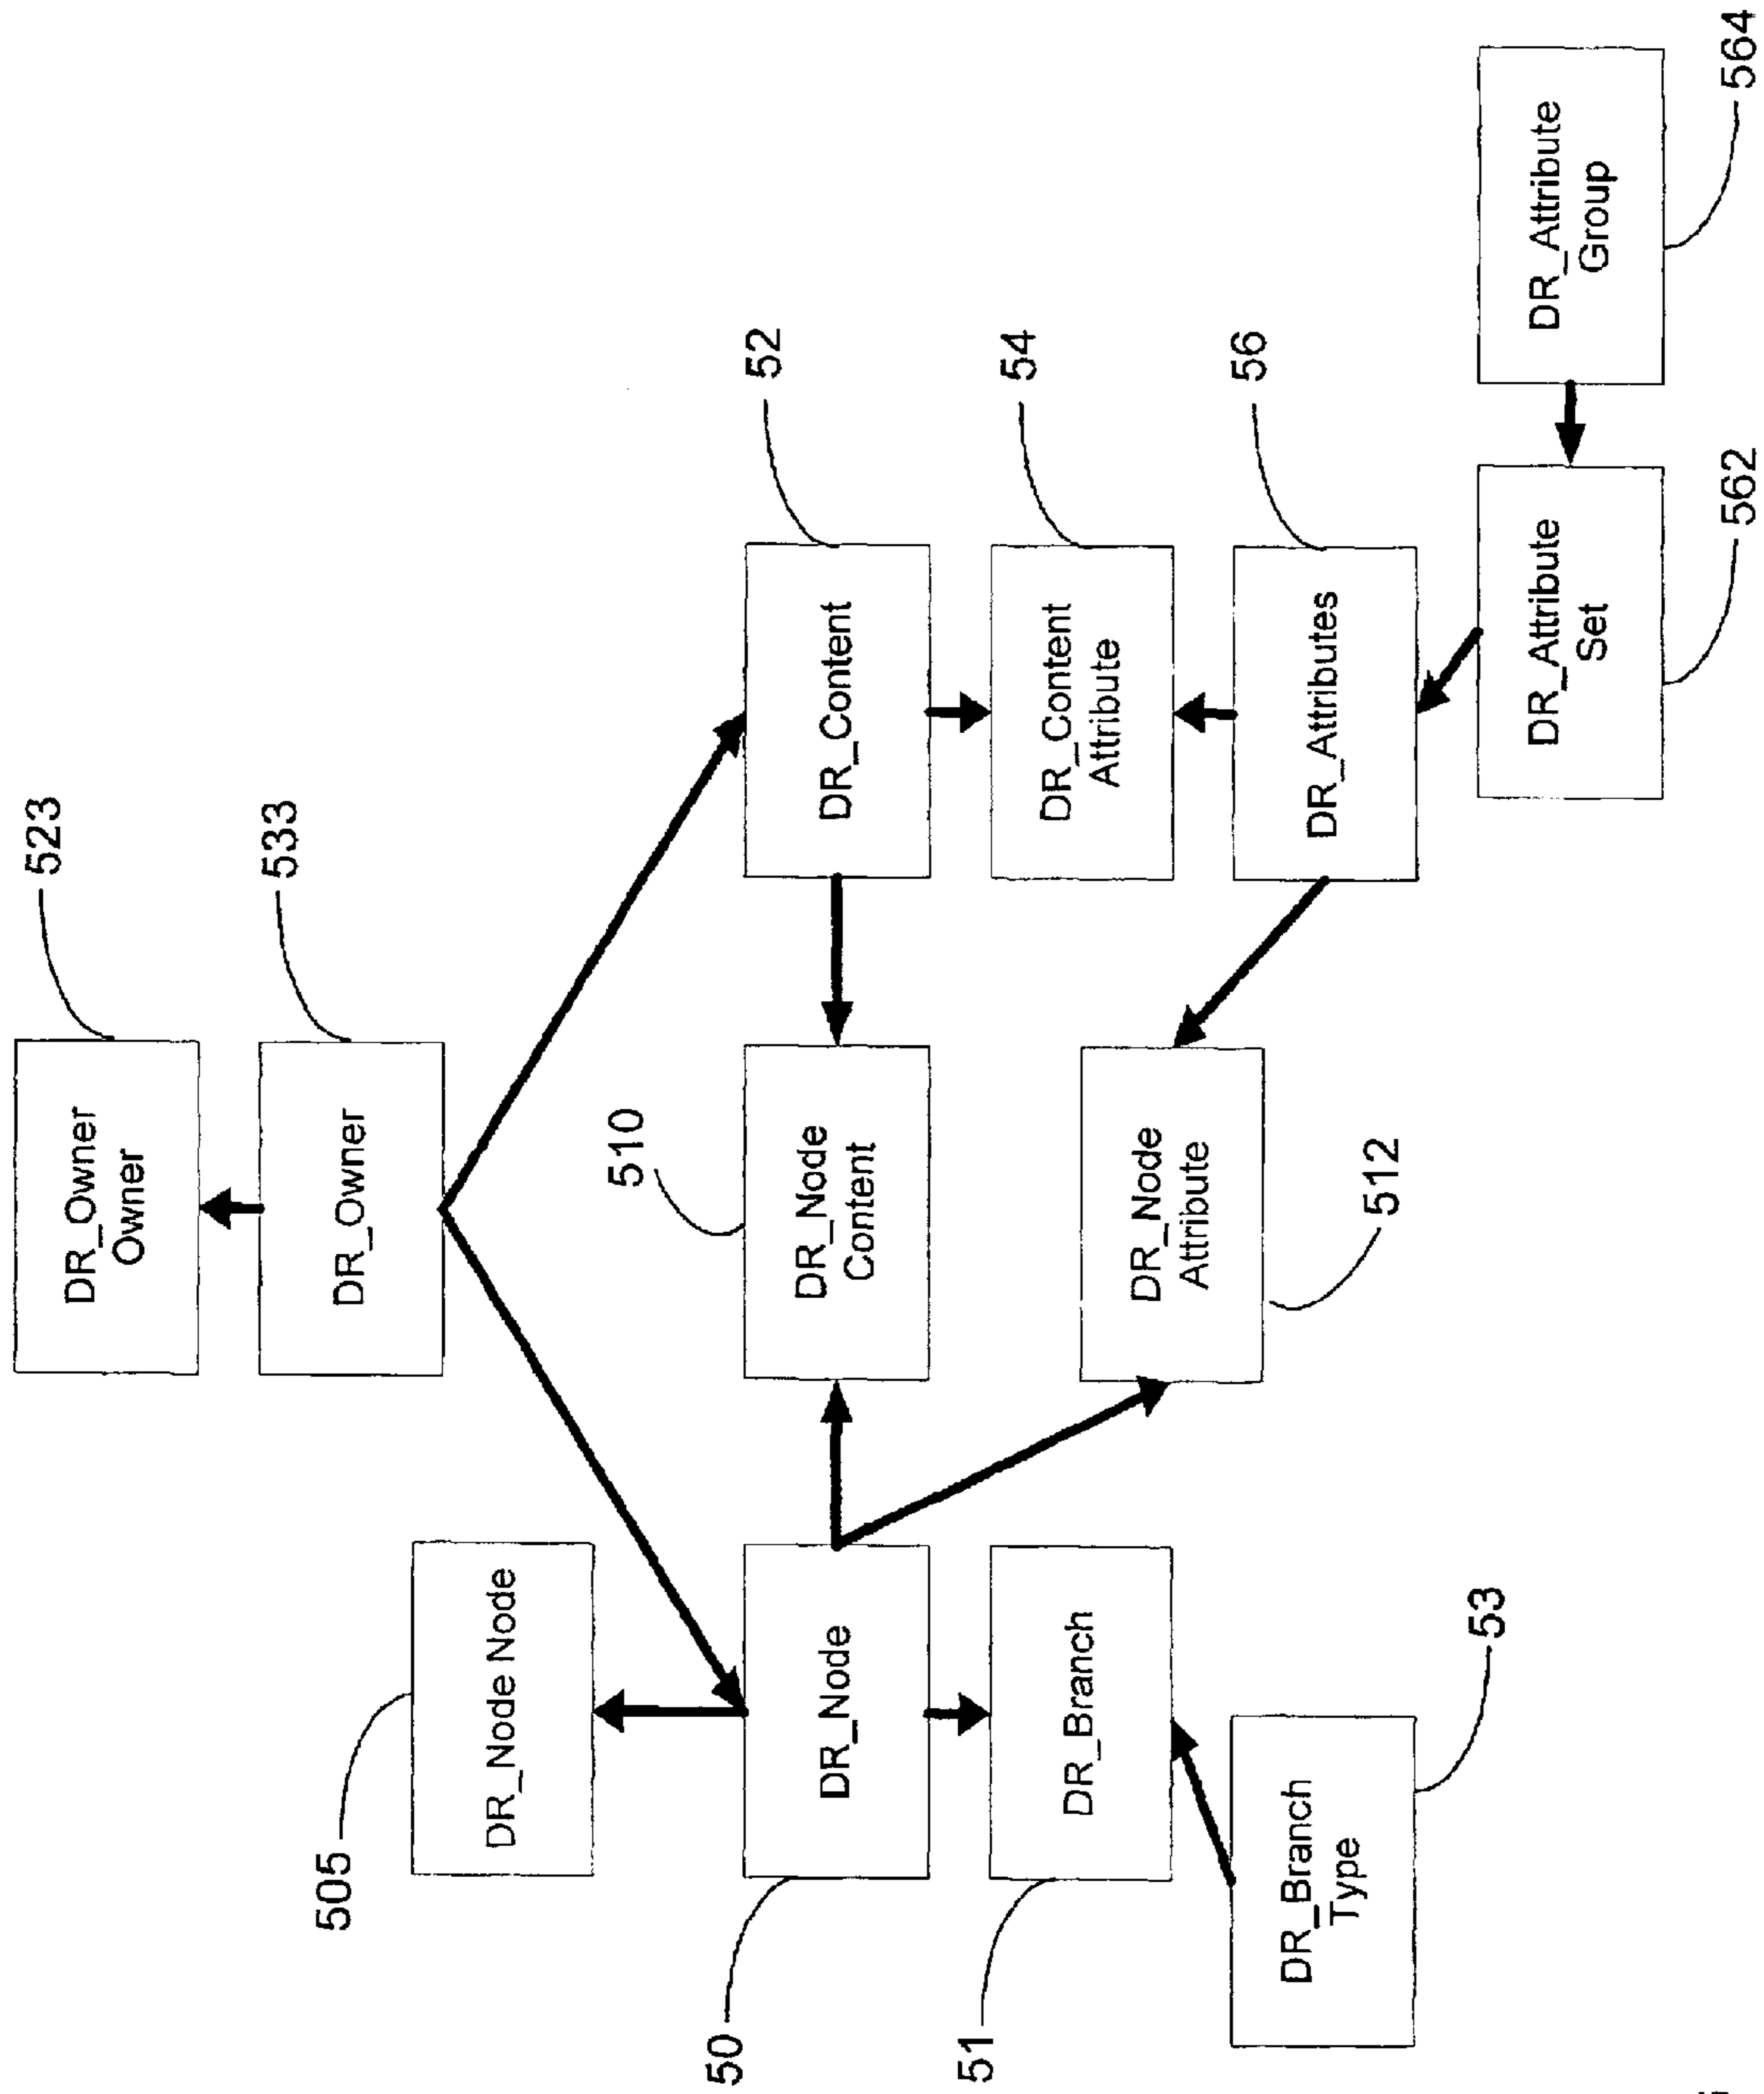 523
DR_Owner
Owner
533
DR_Owner
505
DR_Node Node
510
50
52
DR_Node
DR_Node
Content
DR_Content
51
54
DR_Branch
DR_Content
Attribute
DR_Node
Attribute
56
DR_Branch
Type
DR_Attributes
512
53
DR_Attribute
Set
DR_Attribute
Group
562
564